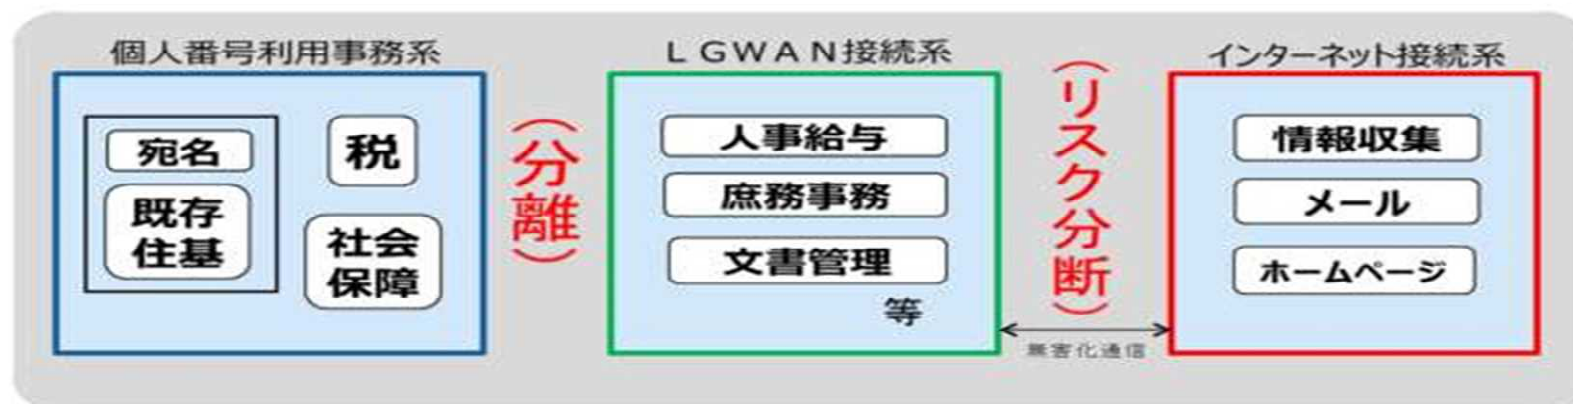 個人番号利用事務系
宛名
既存
住基
税
社会
保障
（分離）
ＬＧＷＡＮ接続系
人事給与
庶務事務
文書管理
等
（リスク分断）
無害化通信
インターネット接続系
情報収集
メール
ホームページ